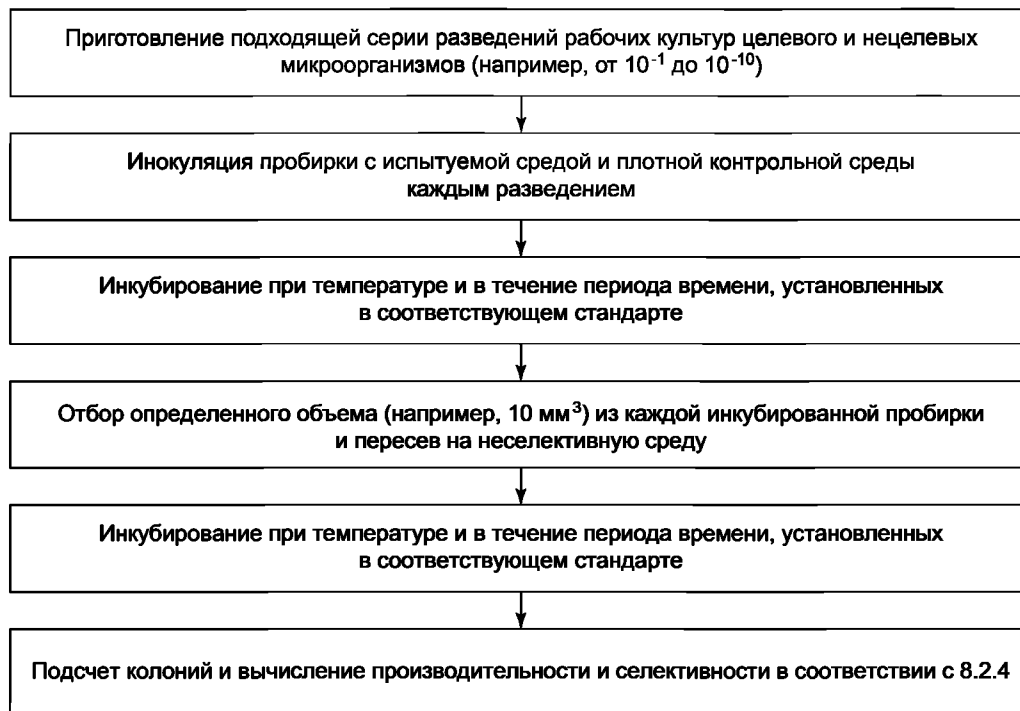 Приготовление подходящей серии разведений рабочих культур целевого и нецелевых
микроорганизмов (например, от 10⁻¹ до 10⁻¹⁰)
Инокуляция пробирки с испытуемой средой и плотной контрольной среды
каждым разведением
Инкубирование при температуре и в течение периода времени, установленных
в соответствующем стандарте
Отбор определенного объема (например, 10 мм³) из каждой инкубированной пробирки
и пересев на неселективную среду
Инкубирование при температуре и в течение периода времени, установленных
в соответствующем стандарте
Подсчет колоний и вычисление производительности и селективности в соответствии с 8.2.4